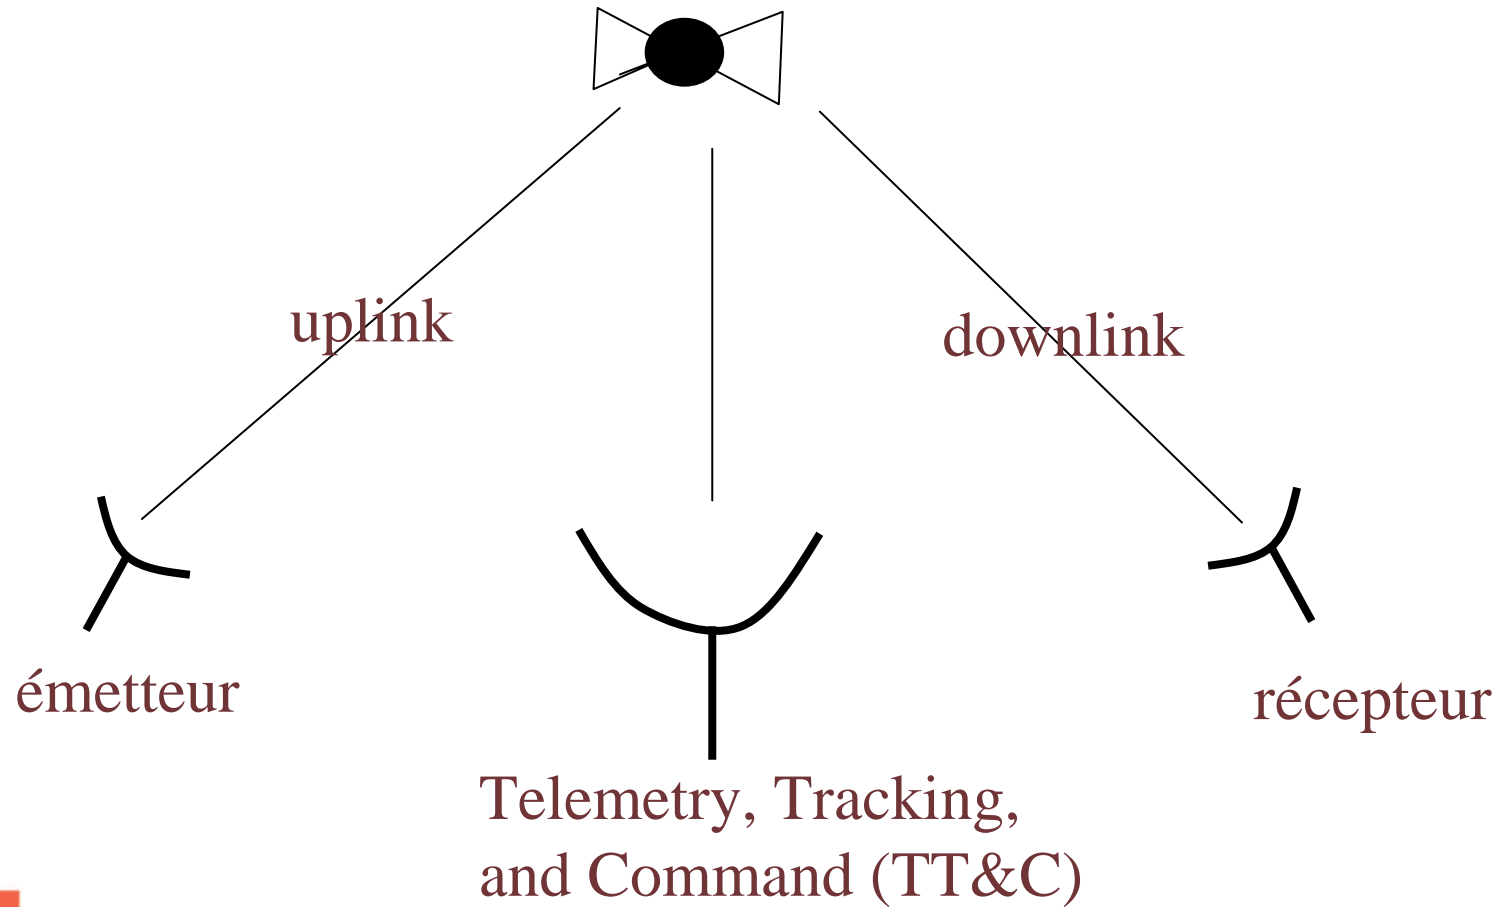 uplink
downlink
émetteur
récepteur
Telemetry, Tracking,
and Command (TT&C)